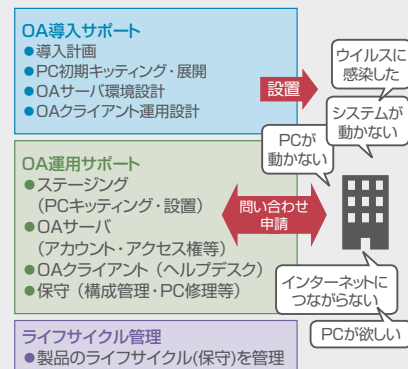 OA導入サポート
●導入計画
●PC初期キッティング・展開
●OAサーバ環境設計
●OAクライアント運用設計
設置
ウイルスに
感染した
システムが
動かない
PCが
動かない
OA運用サポート
●ステージング
（PCキッティング・設置）
●OAサーバ
（アカウント・アクセス権等）
●OAクライアント（ヘルプデスク）
●保守（構成管理・PC修理等）
問い合わせ
申請
インターネットに
つながらない
PCが欲しい
ライフサイクル管理
●製品のライフサイクル(保守)を管理